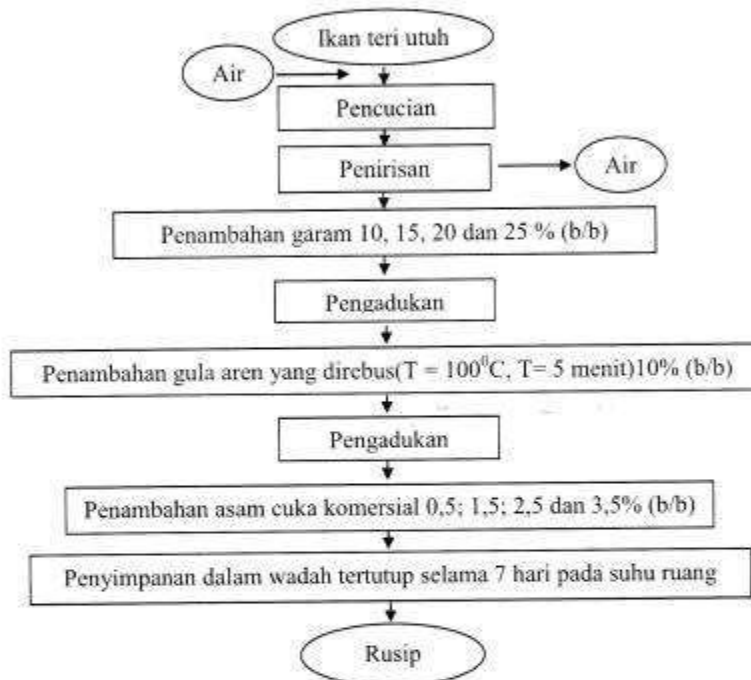 Ikan teri utuh
Air
Pencucian
Penirisan
Air
Penambahan garam 10, 15, 20 dan 25 % (b/b)
Pengadukan
Penambahan gula aren yang direbus(T = 100⁰C, T= 5 menit)10% (b/b)
Pengadukan
Penambahan asam cuka komersial 0,5; 1,5; 2,5 dan 3,5% (b/b)
Penyimpanan dalam wadah tertutup selama 7 hari pada suhu ruang
Rusip